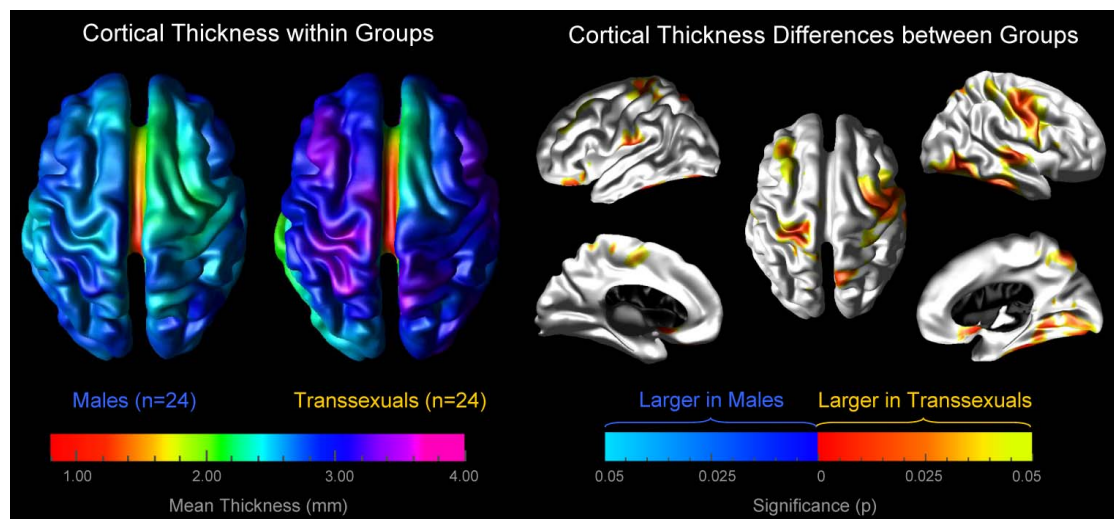 Cortical Thickness within Groups
Males (n=24)
Transsexuals (n=24)
1.00 2.00 3.00 4.00
Mean Thickness (mm)
Cortical Thickness Differences between Groups
Larger in Males
Larger in Transsexuals
0.05 0.025 0 0.025 0.05
Significance (p)